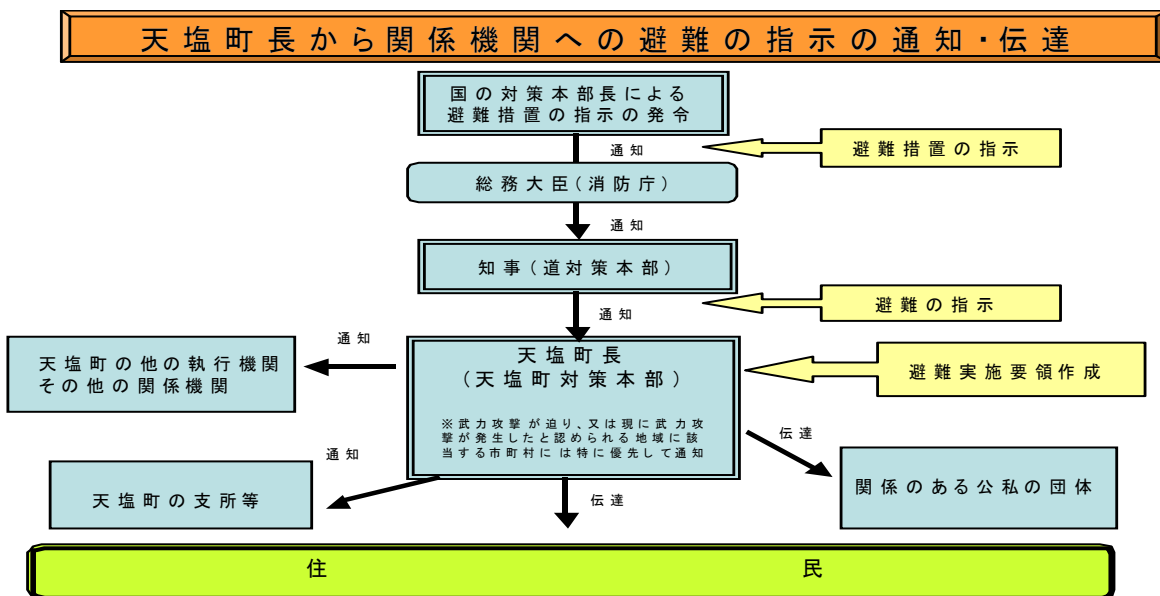 天塩町長から関係機関への避難の指示の通知・伝達
国の対策本部長による
避難措置の指示の発令
通知
避難措置の指示
総務大臣(消防庁)
通知
知事(道対策本部)
避難の指示
通知
通知
天塩町の他の執行機関
その他の関係機関
天塩町長
(天塩町対策本部)
※武力攻撃が迫り、又は現に武力攻
撃が発生したと認められる地域に該
当する市町村には特に優先して通知
避難実施要領作成
伝達
通知
天塩町の支所等
関係のある公私の団体
伝達
住民